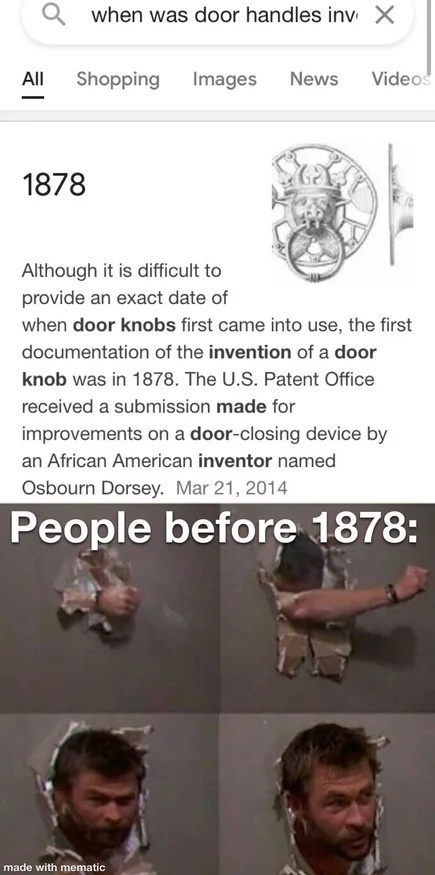 when was door handles inv
All Shopping Images News Videos
1878
Although it is difficult to
provide an exact date of
when door knobs first came into use, the first
documentation of the invention of a door
knob was in 1878. The U.S. Patent Office
received a submission made for
improvements on a door-closing device by
an African American inventor named
Osbourn Dorsey. Mar 21, 2014
People before 1878:
made with mematic